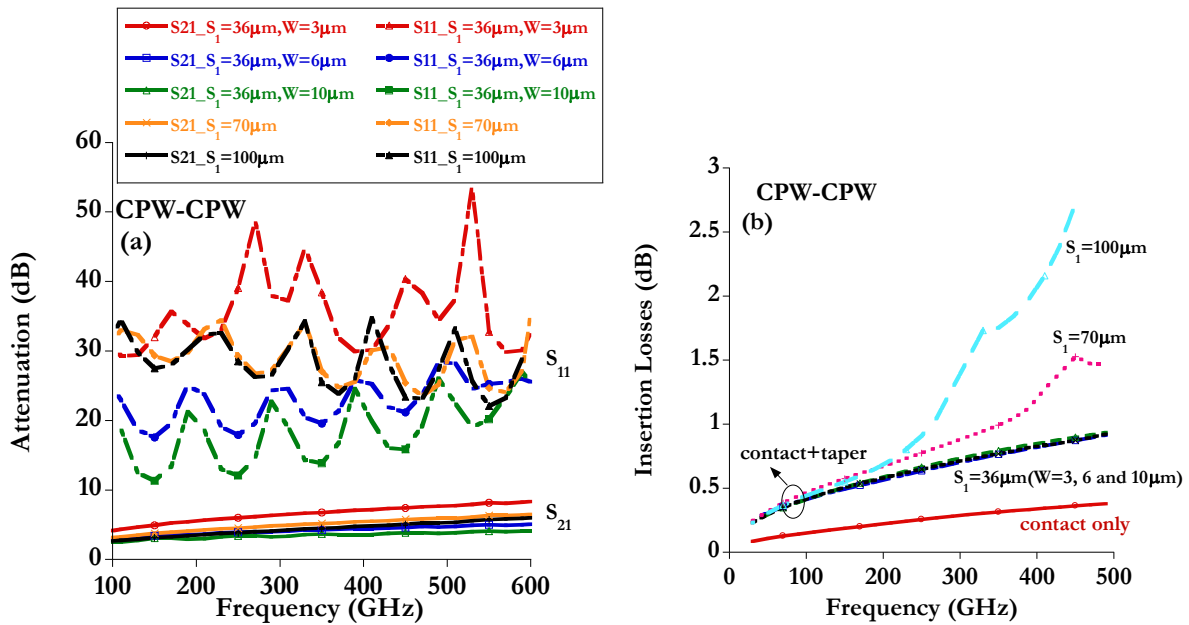 S21_S₁=36μm,W=3μm S11_S₁=36μm,W=3μm
S21_S₁=36μm,W=6μm S11_S₁=36μm,W=6μm
S21_S₁=36μm,W=10μm S11_S₁=36μm,W=10μm
S21_S₁=70μm S11_S₁=70μm
S21_S₁=100μm S11_S₁=100μm
CPW-CPW
(a)
60
50
40
30
20
10
0
Attenuation (dB)
S₁₁
S₂₁
100 200 300 400 500 600
Frequency (GHz)
CPW-CPW
(b)
3
2.5
2
1.5
1
0.5
0
Insertion Losses (dB)
S₁=100μm
S₁=70μm
contact+taper
S₁=36μm(W=3, 6 and 10μm)
contact only
0 100 200 300 400 500
Frequency (GHz)